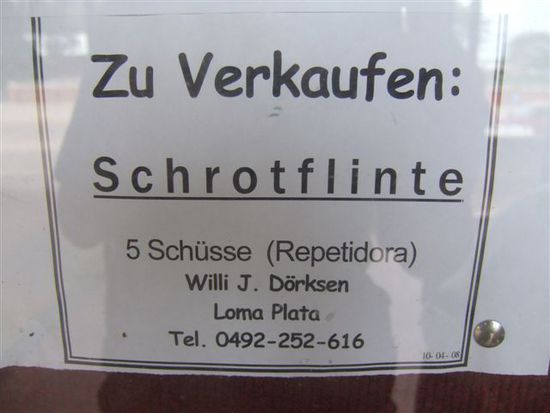 Zu Verkaufen:
Schrotflinte
5 Schüsse (Repetidora)
Willi J. Dörksen
Loma Plata
Tel. 0492-252-616
10-04-08